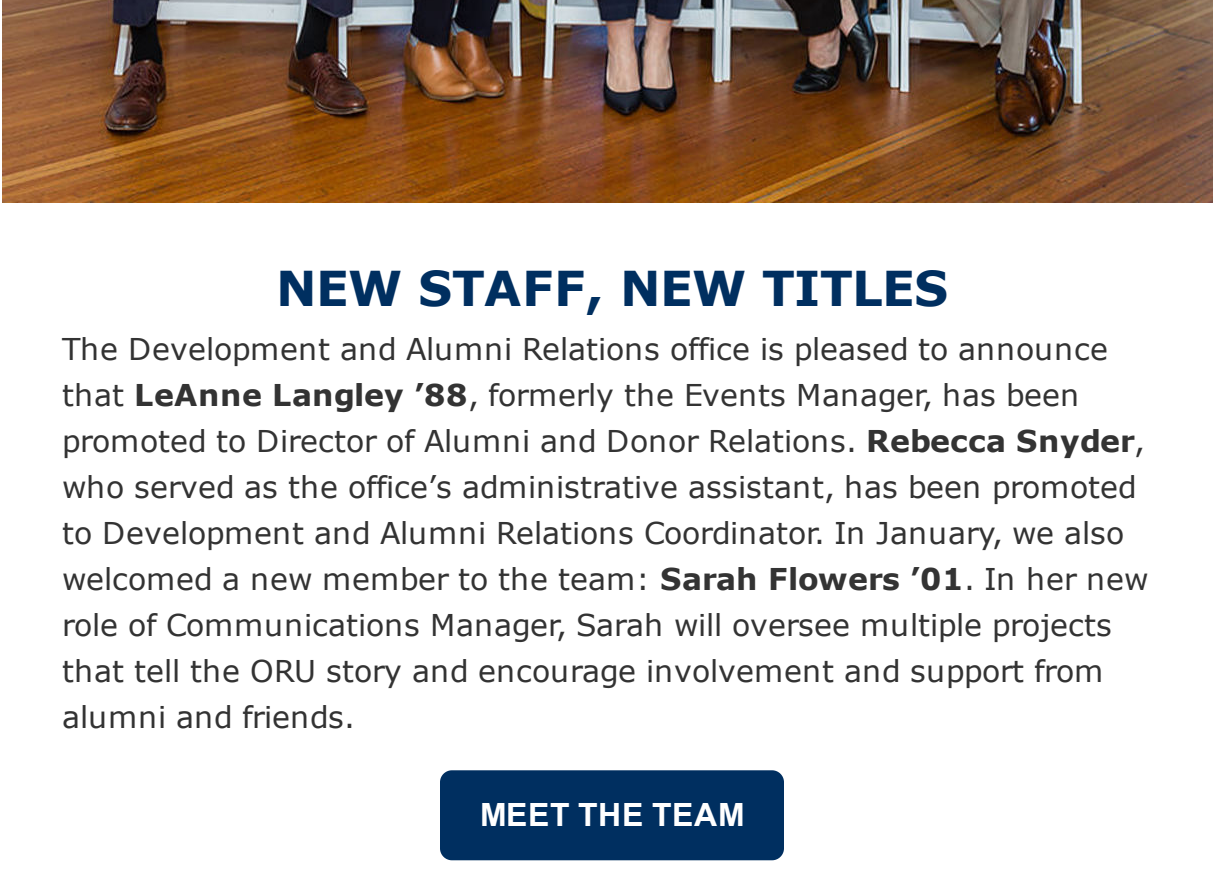 NEW STAFF, NEW TITLES
The Development and Alumni Relations office is pleased to announce
that LeAnne Langley ’88, formerly the Events Manager, has been
promoted to Director of Alumni and Donor Relations. Rebecca Snyder,
who served as the office’s administrative assistant, has been promoted
to Development and Alumni Relations Coordinator. In January, we also
welcomed a new member to the team: Sarah Flowers ’01. In her new
role of Communications Manager, Sarah will oversee multiple projects
that tell the ORU story and encourage involvement and support from
alumni and friends.
MEET THE TEAM